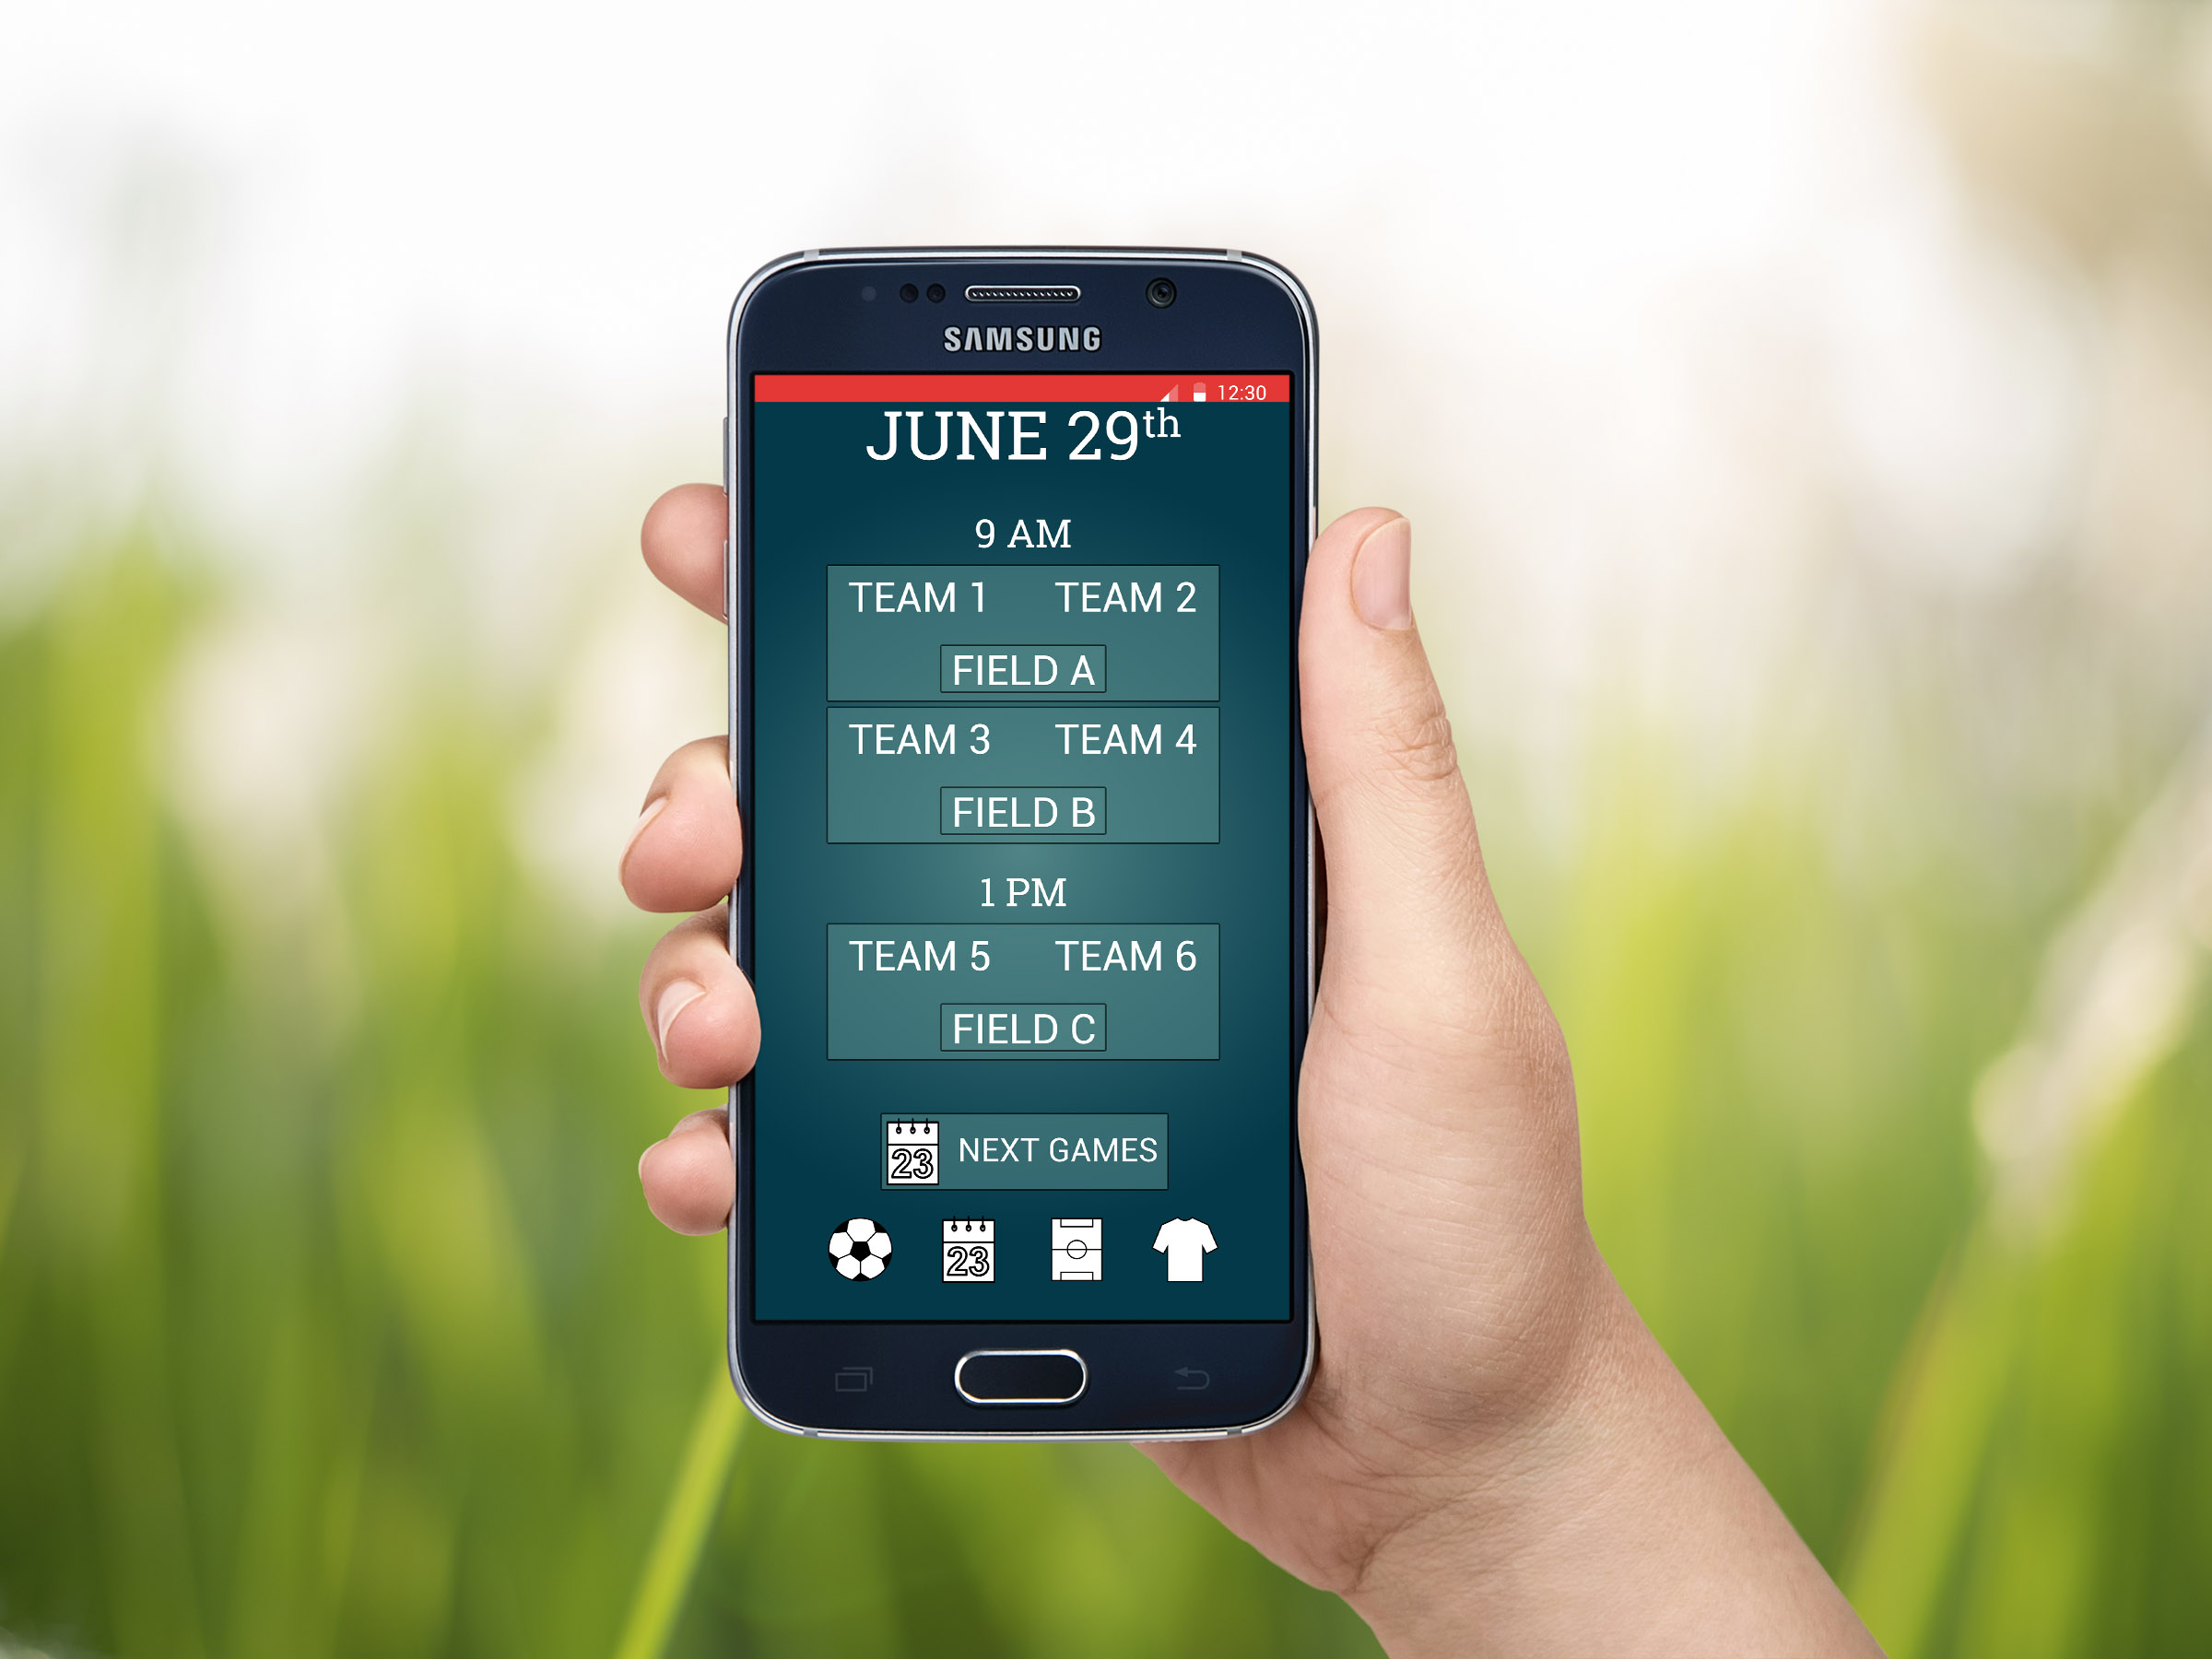 SAMSUNG
12:30
JUNE 29th
9 AM
TEAM 1 TEAM 2
FIELD A
TEAM 3 TEAM 4
FIELD B
1 PM
TEAM 5 TEAM 6
FIELD C
23 NEXT GAMES
23